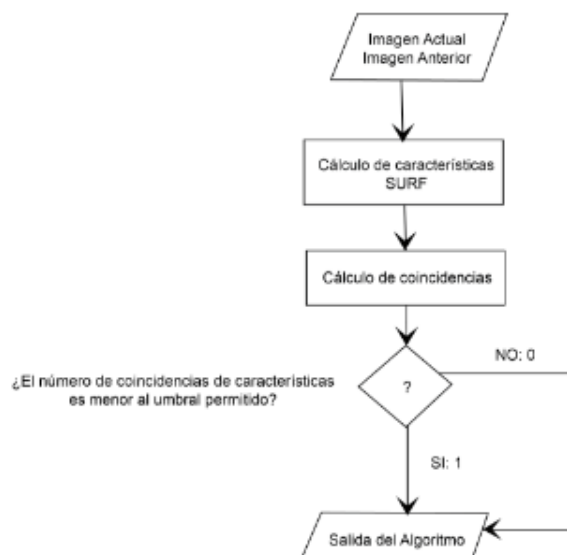 Imagen Actual
Imagen Anterior
Cálculo de características
SURF
Cálculo de coincidencias
NO: 0
¿El número de coincidencias de características
es menor al umbral permitido?
?
SI: 1
Salida del Algoritmo